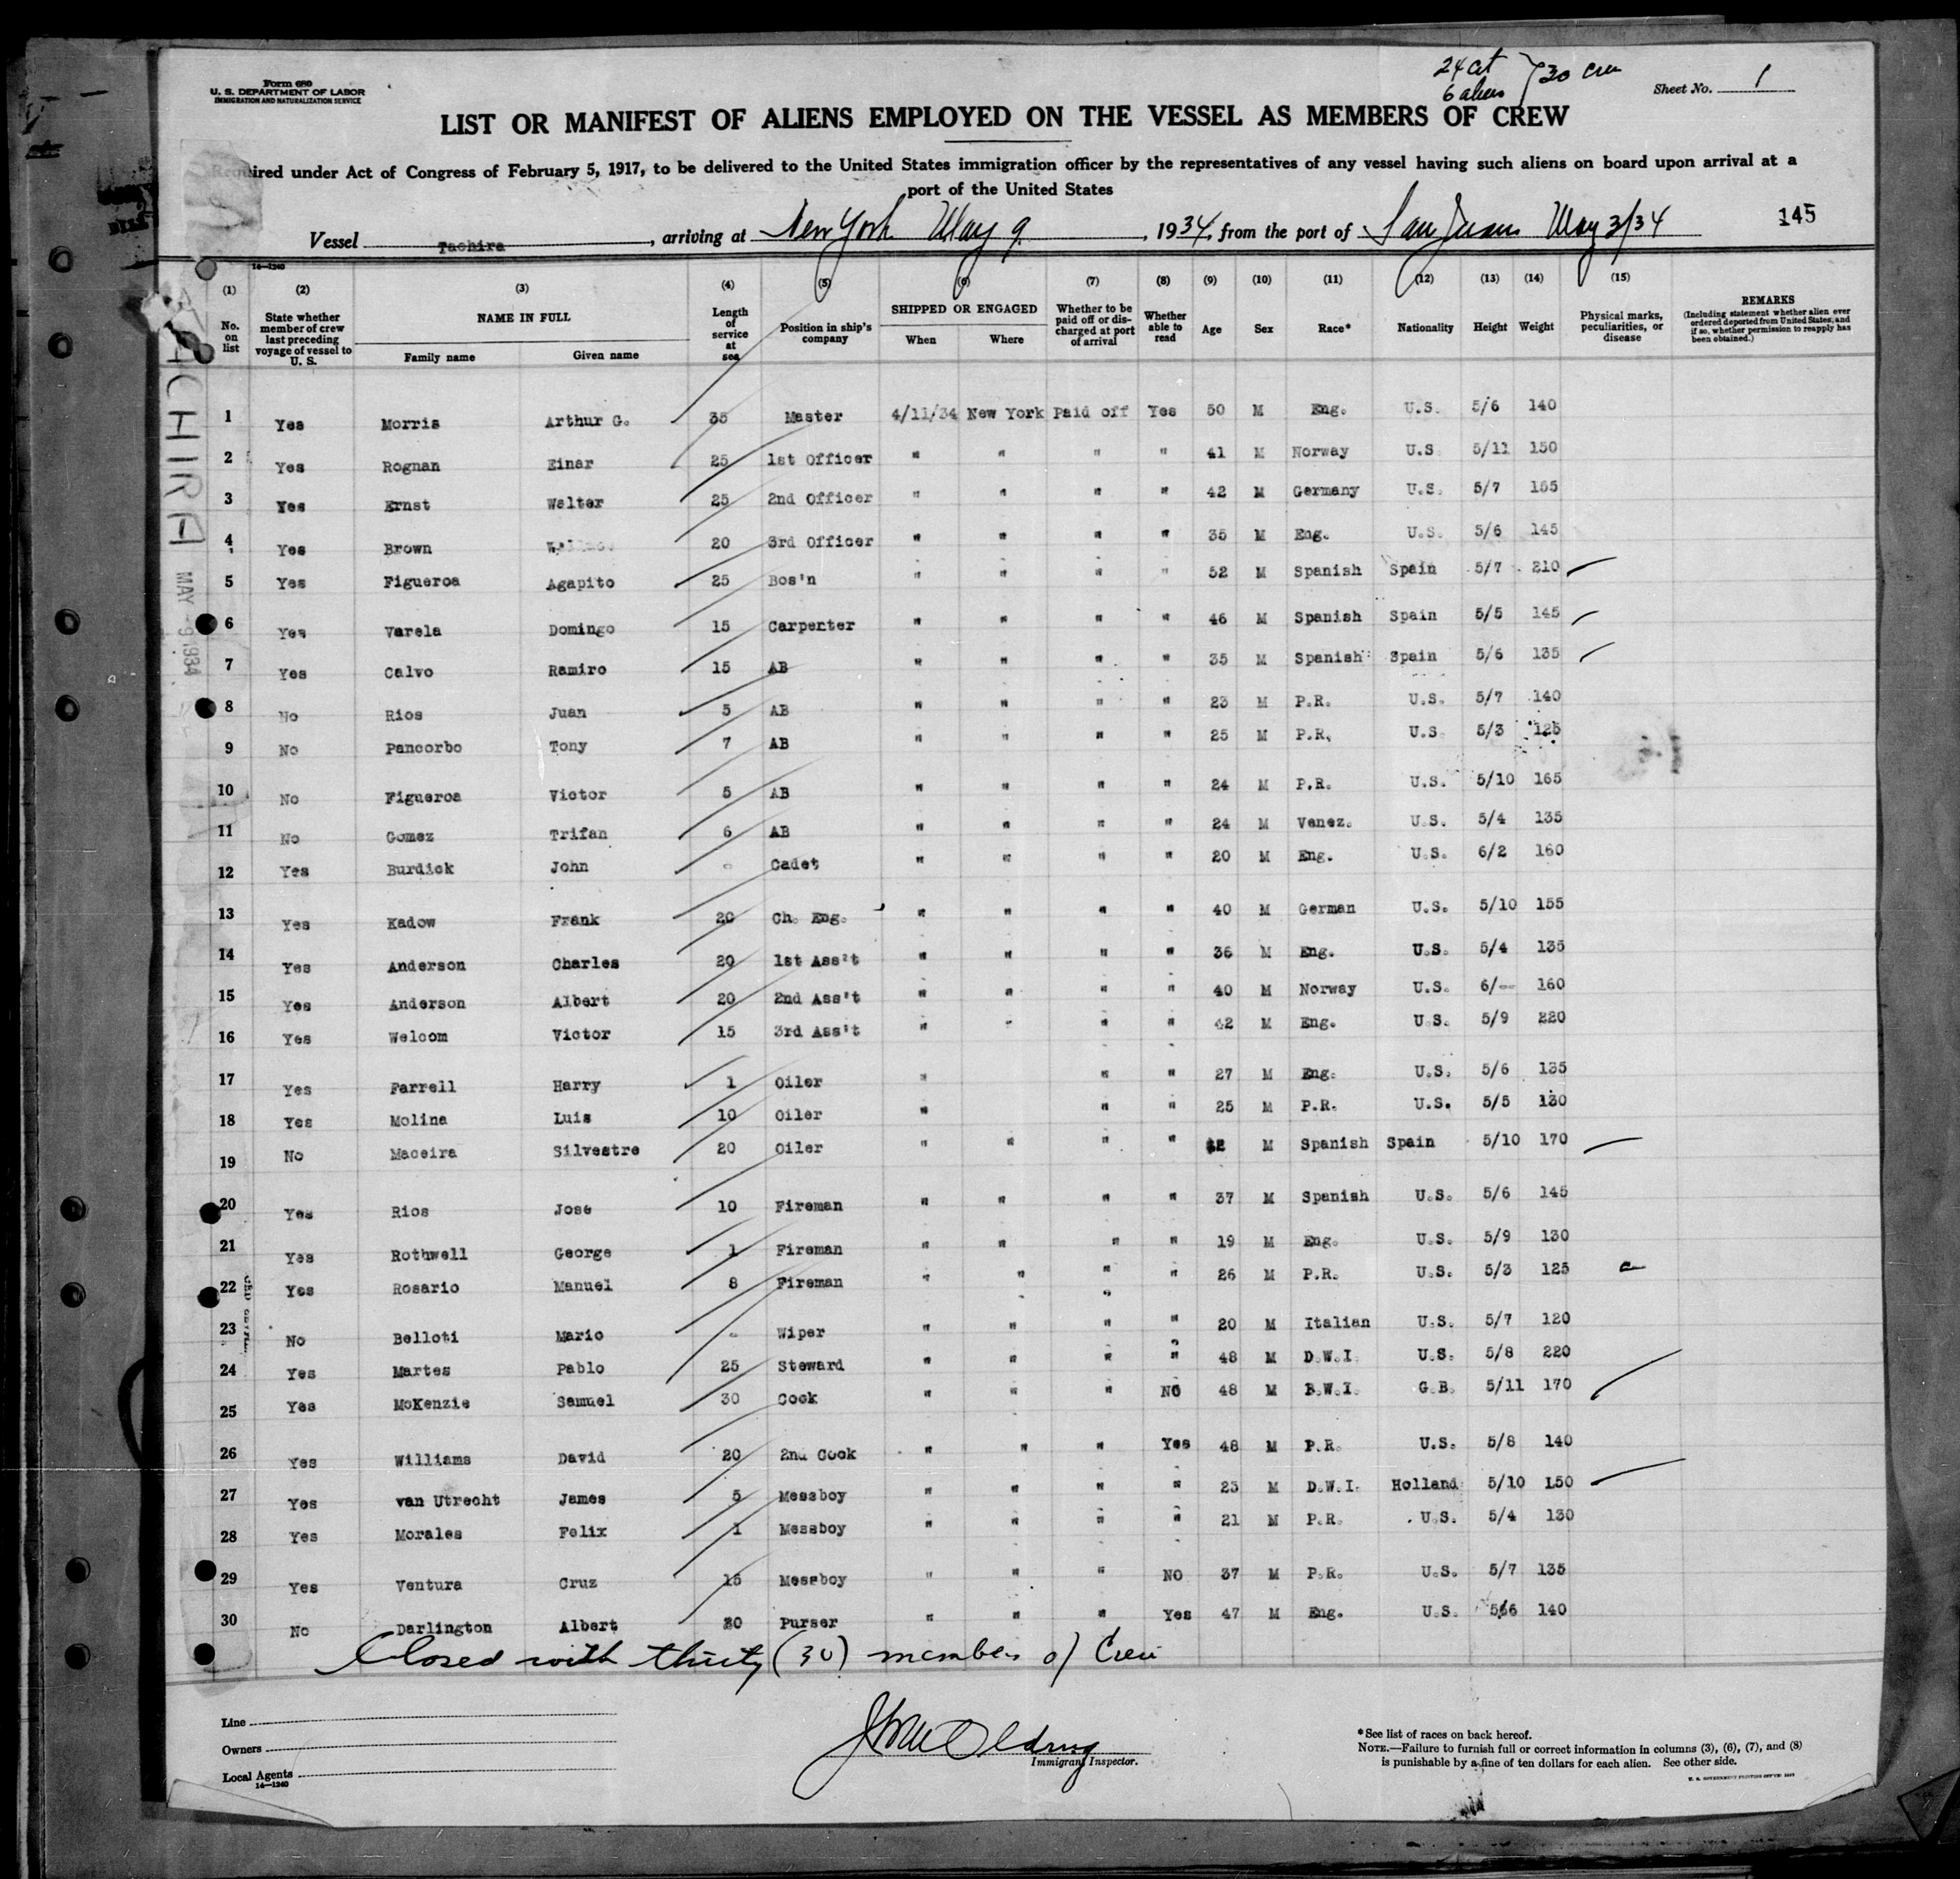 Form 680
U. S. DEPARTMENT OF LABOR
IMMIGRATION AND NATURALIZATION SERVICE
24 cit
6 aliens } 30 crew
Sheet No. 1
LIST OR MANIFEST OF ALIENS EMPLOYED ON THE VESSEL AS MEMBERS OF CREW
Required under Act of Congress of February 5, 1917, to be delivered to the United States immigration officer by the representatives of any vessel having such aliens on board upon arrival at a
port of the United States
Vessel Tachira, arriving at New York May 9, 1934, from the port of San Juan May 3/34
145
14—1240
(1) (2) (3) (4) (5) (6) (7) (8) (9) (10) (11) (12) (13) (14) (15)
No. on list
State whether member of crew last preceding voyage of vessel to U. S.
NAME IN FULL
Family name Given name
Length of service at sea
Position in ship's company
SHIPPED OR ENGAGED
When Where
Whether to be paid off or discharged at port of arrival
Whether able to read
Age
Sex
Race*
Nationality
Height
Weight
Physical marks, peculiarities, or disease
REMARKS
(Including statement whether alien ever ordered deported from United States, and if so, whether permission to reapply has been obtained.)
1 Yes Morris Arthur G. 35 Master 4/11/34 New York Paid off Yes 50 M Eng. U.S. 5/6 140
2 Yes Rognan Einar 25 1st Officer " " " " 41 M Norway U.S 5/11 150
3 Yes Ernst Walter 25 2nd Officer " " " " 42 M Germany U.S. 5/7 155
4 Yes Brown 20 3rd Officer " " " " 35 M Eng. U.S. 5/6 145
5 Yes Figueroa Agapito 25 Bos'n " " " " 52 M Spanish Spain 5/7 210
6 Yes Varela Domingo 15 Carpenter " " " " 46 M Spanish Spain 5/5 145
7 Yes Calvo Ramiro 15 AB " " " " 35 M Spanish Spain 5/6 135
8 No Rios Juan 5 AB " " " " 23 M P.R. U.S. 5/7 140
9 No Pancorbo Tony 7 AB " " " " 25 M P.R. U.S 5/3 125
10 No Figueroa Victor 5 AB " " " " 24 M P.R. U.S. 5/10 165
11 No Gomez Trifan 6 AB " " " " 24 M Venez. U.S. 5/4 135
12 Yes Burdick John - Cadet " " " " 20 M Eng. U.S. 6/2 160
13 Yes Kadow Frank 20 Ch. Eng. " " " " 40 M German U.S. 5/10 155
14 Yes Anderson Charles 20 1st Ass't " " " " 36 M Eng. U.S. 5/4 135
15 Yes Anderson Albert 20 2nd Ass't " " " " 40 M Norway U.S. 6/-- 160
16 Yes Welcom Victor 15 3rd Ass't " " " " 42 M Eng. U.S. 5/9 220
17 Yes Farrell Harry 1 Oiler " " " 27 M Eng. U.S. 5/6 135
18 Yes Molina Luis 10 Oiler " " " 25 M P.R. U.S. 5/5 130
19 No Maceira Silvestre 20 Oiler " " " " M Spanish Spain 5/10 170
20 Yes Rios Jose 10 Fireman " " " " 37 M Spanish U.S. 5/6 145
21 Yes Rothwell George 1 Fireman " " " " 19 M Eng. U.S. 5/9 130
22 Yes Rosario Manuel 8 Fireman " " " " 26 M P.R. U.S. 5/3 125
23 No Belloti Mario - Wiper " " " " 20 M Italian U.S. 5/7 120
24 Yes Martes Pablo 25 Steward " " " " 48 M D.W.I. U.S. 5/8 220
25 Yes McKenzie Samuel 30 Cook " " " NO 48 M B.W.I. G.B. 5/11 170
26 Yes Williams David 20 2nd Cook " " " Yes 48 M P.R. U.S. 5/8 140
27 Yes van Utrecht James 5 Messboy " " " " 23 M D.W.I. Holland 5/10 150
28 Yes Morales Felix 1 Messboy " " " " 21 M P.R. U.S. 5/4 130
29 Yes Ventura Cruz 15 Messboy " " " NO 37 M P.R. U.S. 5/7 135
30 No Darlington Albert 30 Purser " " " Yes 47 M Eng. U.S. 5/6 140
Closed with thirty (30) members of Crew
TACHIRA
MAY -9 1934
Line
Owners
Local Agents
14—1240
Immigrant Inspector.
*See list of races on back hereof.
NOTE.—Failure to furnish full or correct information in columns (3), (6), (7), and (8)
is punishable by a fine of ten dollars for each alien. See other side.